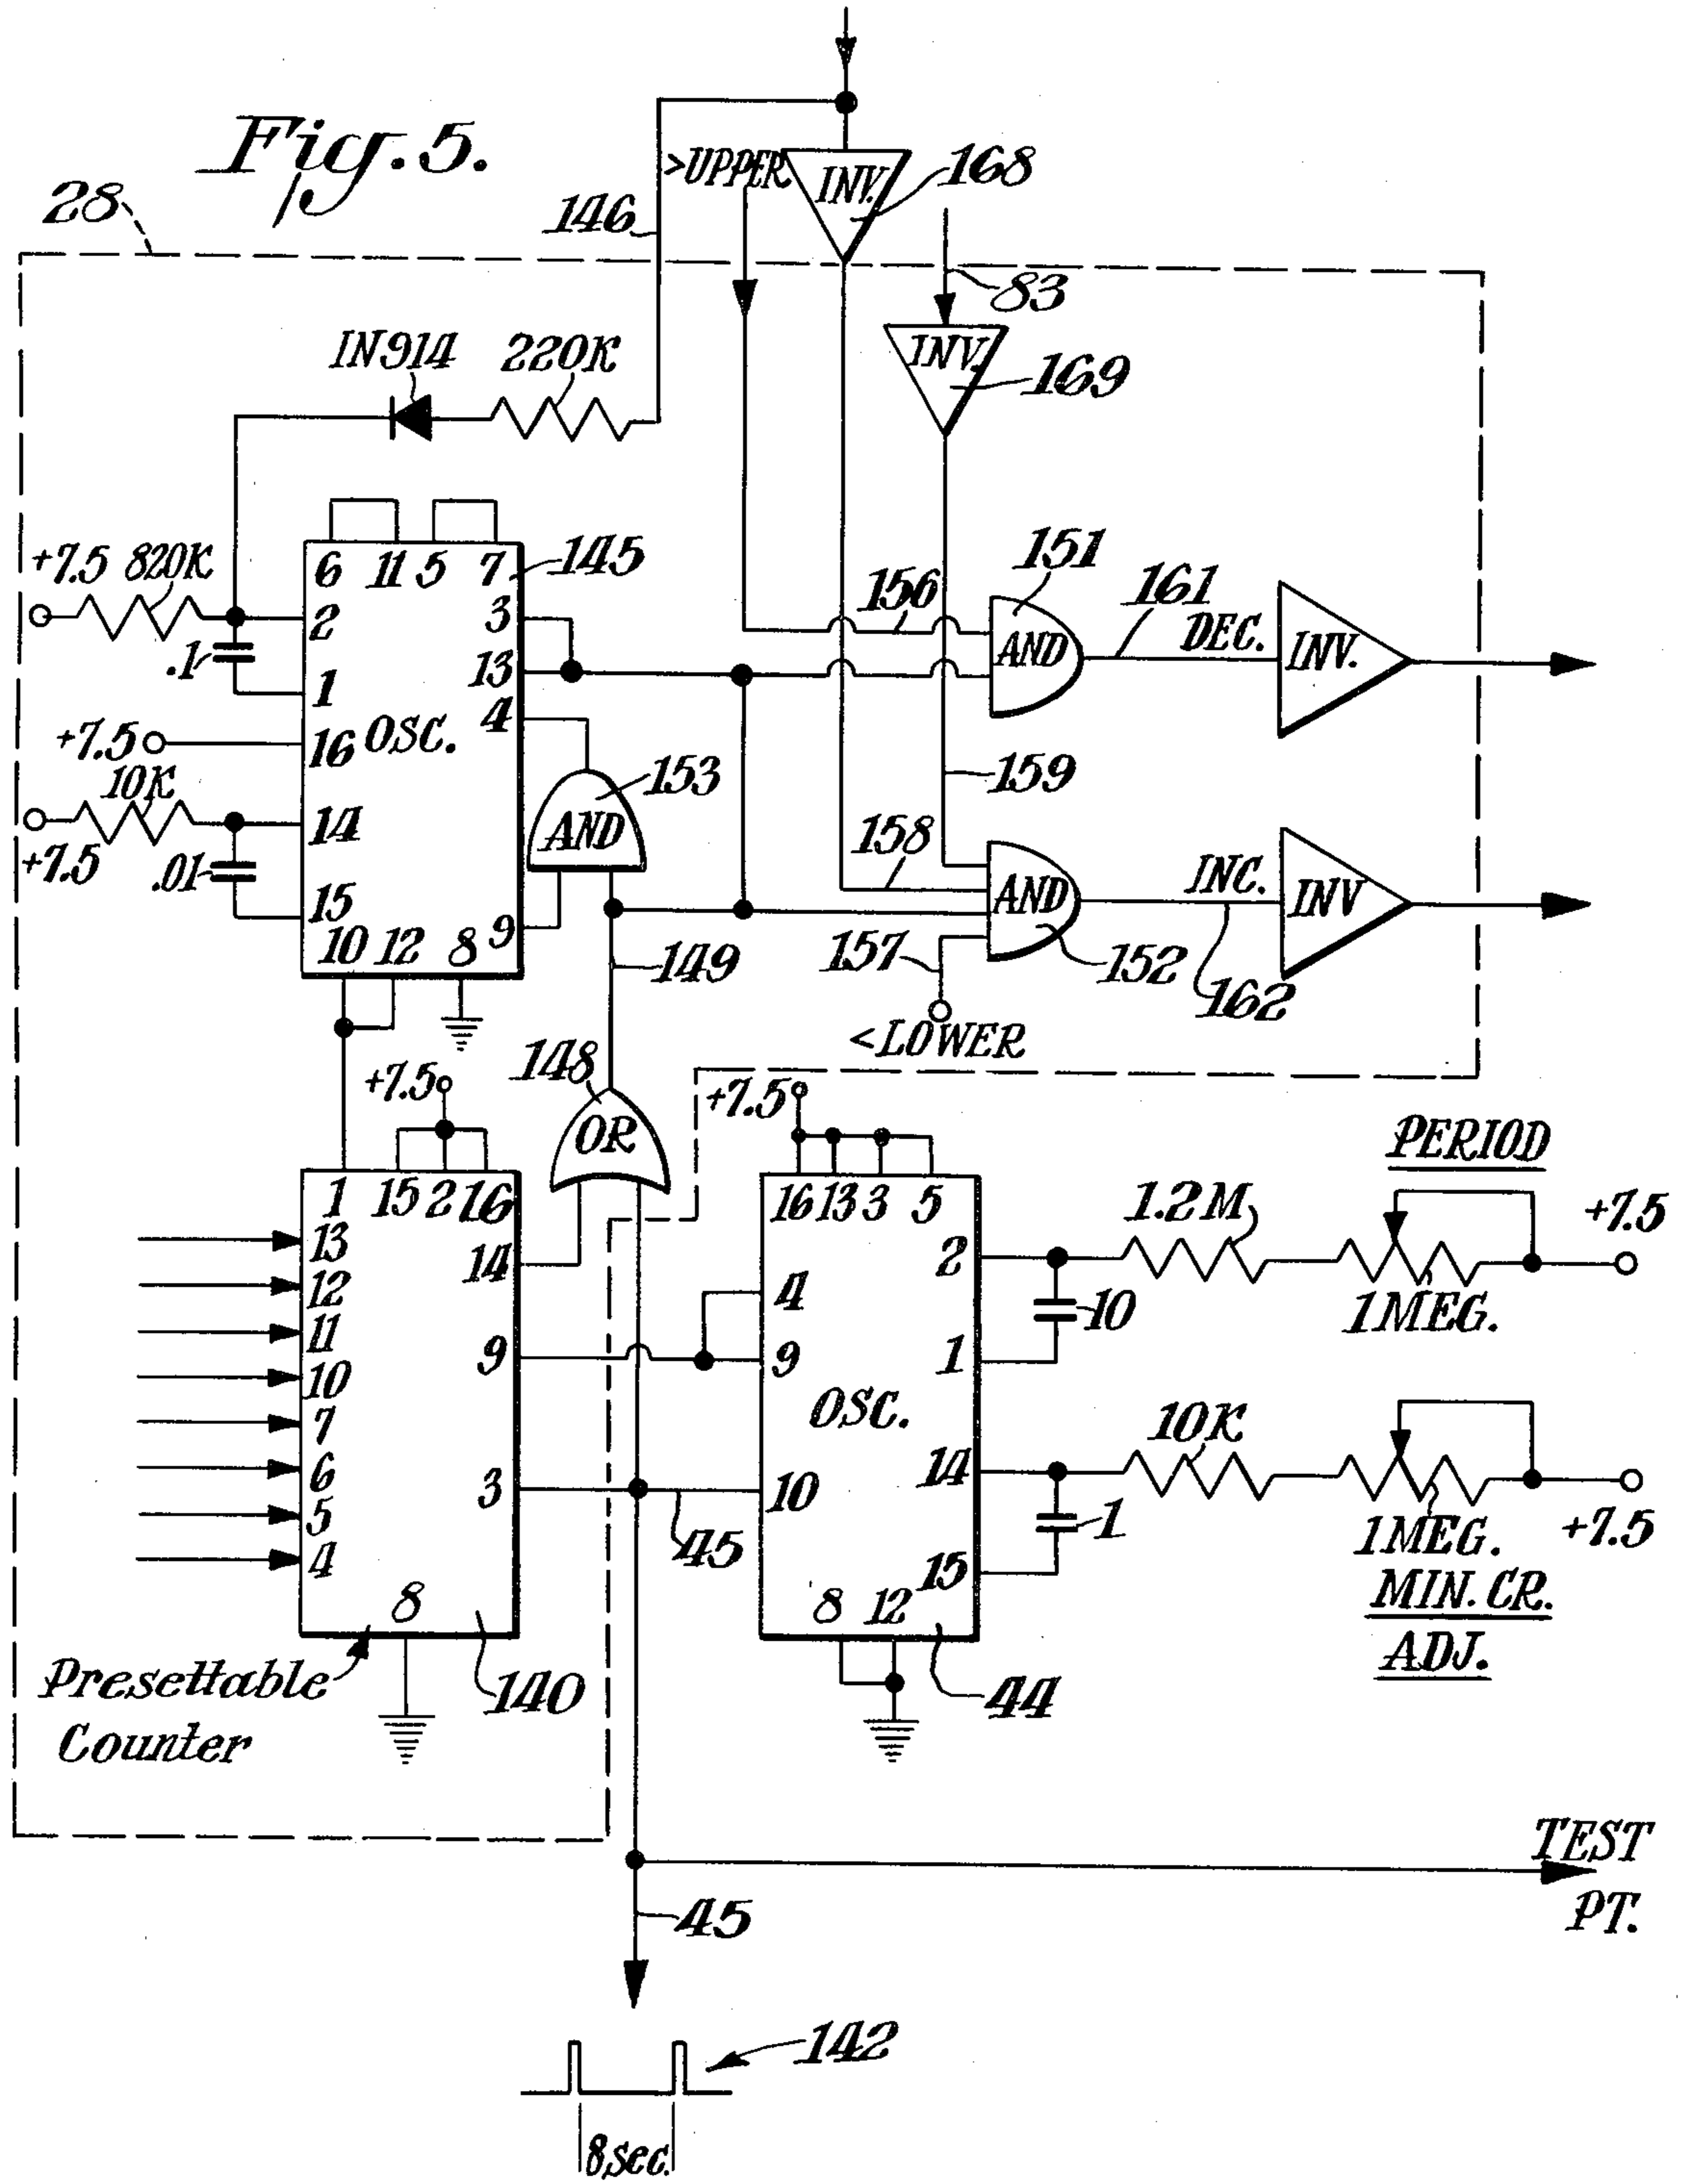 Fig. 5.
28
>UPPER
INV.
168
146
83
INV.
169
IN914
220K
+7.5
820K
6 11 5 7
145
151
2
3
156
161
AND
DEC.
INV.
.1
13
1
4
+7.5
16
OSC.
159
10K
153
14
AND
158
INC.
+7.5
.01
AND
INV
15
9
10 12 8
149
157
152
162
<LOWER
148
+7.5
+7.5
OR
PERIOD
1 15 2 16
16 13 3 5
1.2M
+7.5
13
14
2
12
4
10
1 MEG.
11
9
9
1
10
OSC.
7
10K
6
3
10
14
5
45
1
1 MEG.
+7.5
4
15
MIN. CR.
8
8 12
ADJ.
Presettable
Counter
140
44
TEST
PT.
45
142
8 sec.